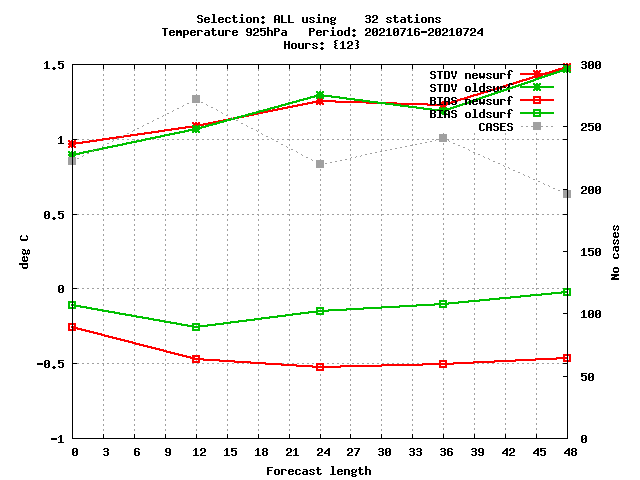 Selection: ALL using    32 stations
Temperature 925hPa   Period: 20210716-20210724
Hours: {12}
STDV newsurf
STDV oldsurf
BIAS newsurf
BIAS oldsurf
CASES
1.5
1
0.5
0
-0.5
-1
deg C
300
250
200
150
100
50
0
No cases
0 3 6 9 12 15 18 21 24 27 30 33 36 39 42 45 48
Forecast length